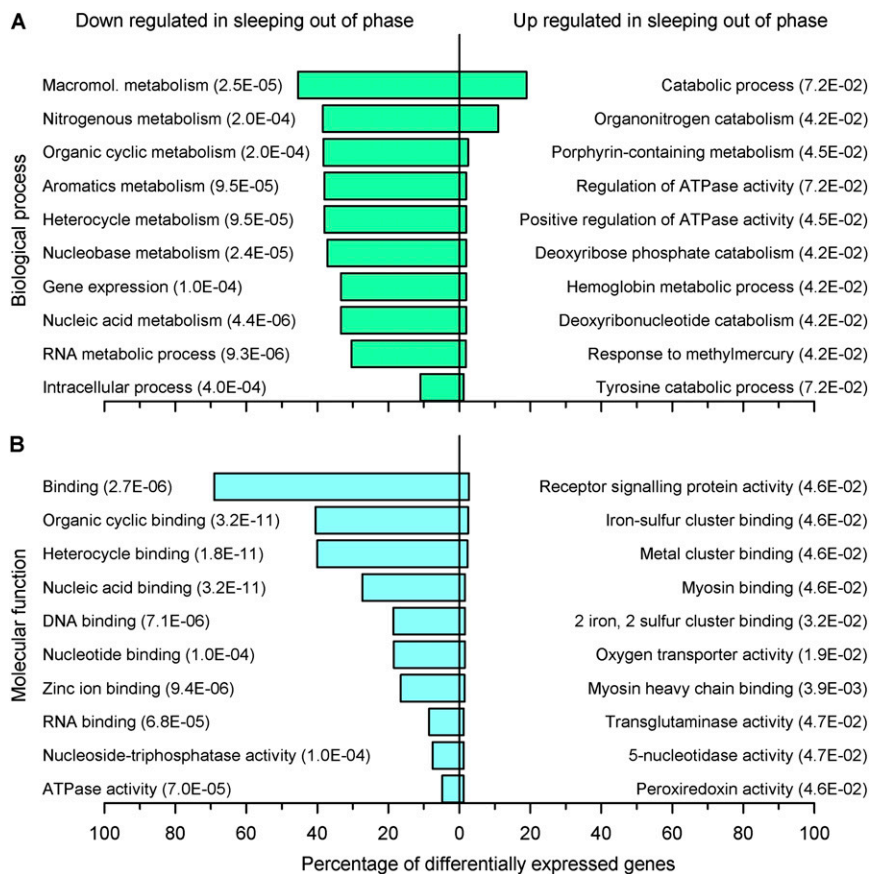 Down regulated in sleeping out of phase Up regulated in sleeping out of phase
A
Biological process
Macromol. metabolism (2.5E-05) Catabolic process (7.2E-02)
Nitrogenous metabolism (2.0E-04) Organonitrogen catabolism (4.2E-02)
Organic cyclic metabolism (2.0E-04) Porphyrin-containing metabolism (4.5E-02)
Aromatics metabolism (9.5E-05) Regulation of ATPase activity (7.2E-02)
Heterocycle metabolism (9.5E-05) Positive regulation of ATPase activity (4.5E-02)
Nucleobase metabolism (2.4E-05) Deoxyribose phosphate catabolism (4.2E-02)
Gene expression (1.0E-04) Hemoglobin metabolic process (4.2E-02)
Nucleic acid metabolism (4.4E-06) Deoxyribonucleotide catabolism (4.2E-02)
RNA metabolic process (9.3E-06) Response to methylmercury (4.2E-02)
Intracellular process (4.0E-04) Tyrosine catabolic process (7.2E-02)
100 80 60 40 20 0 20 40 60 80 100
B
Molecular function
Binding (2.7E-06) Receptor signalling protein activity (4.6E-02)
Organic cyclic binding (3.2E-11) Iron-sulfur cluster binding (4.6E-02)
Heterocycle binding (1.8E-11) Metal cluster binding (4.6E-02)
Nucleic acid binding (3.2E-11) Myosin binding (4.6E-02)
DNA binding (7.1E-06) 2 iron, 2 sulfur cluster binding (3.2E-02)
Nucleotide binding (1.0E-04) Oxygen transporter activity (1.9E-02)
Zinc ion binding (9.4E-06) Myosin heavy chain binding (3.9E-03)
RNA binding (6.8E-05) Transglutaminase activity (4.7E-02)
Nucleoside-triphosphatase activity (1.0E-04) 5-nucleotidase activity (4.7E-02)
ATPase activity (7.0E-05) Peroxiredoxin activity (4.6E-02)
100 80 60 40 20 0 20 40 60 80 100
Percentage of differentially expressed genes